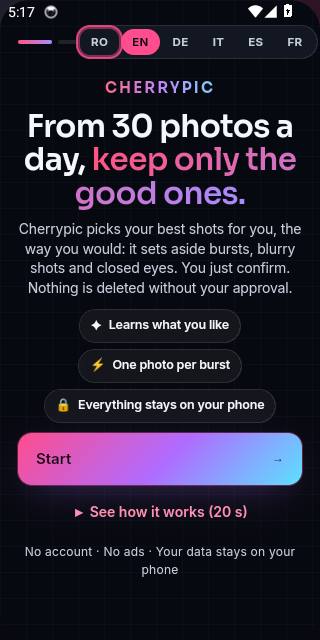 5:17
RO EN DE IT ES FR
CHERRYPIC
From 30 photos a
day, keep only the
good ones.
Cherrypic picks your best shots for you, the
way you would: it sets aside bursts, blurry
shots and closed eyes. You just confirm.
Nothing is deleted without your approval.
✦ Learns what you like
⚡ One photo per burst
🔒 Everything stays on your phone
Start →
► See how it works (20 s)
No account · No ads · Your data stays on your
phone